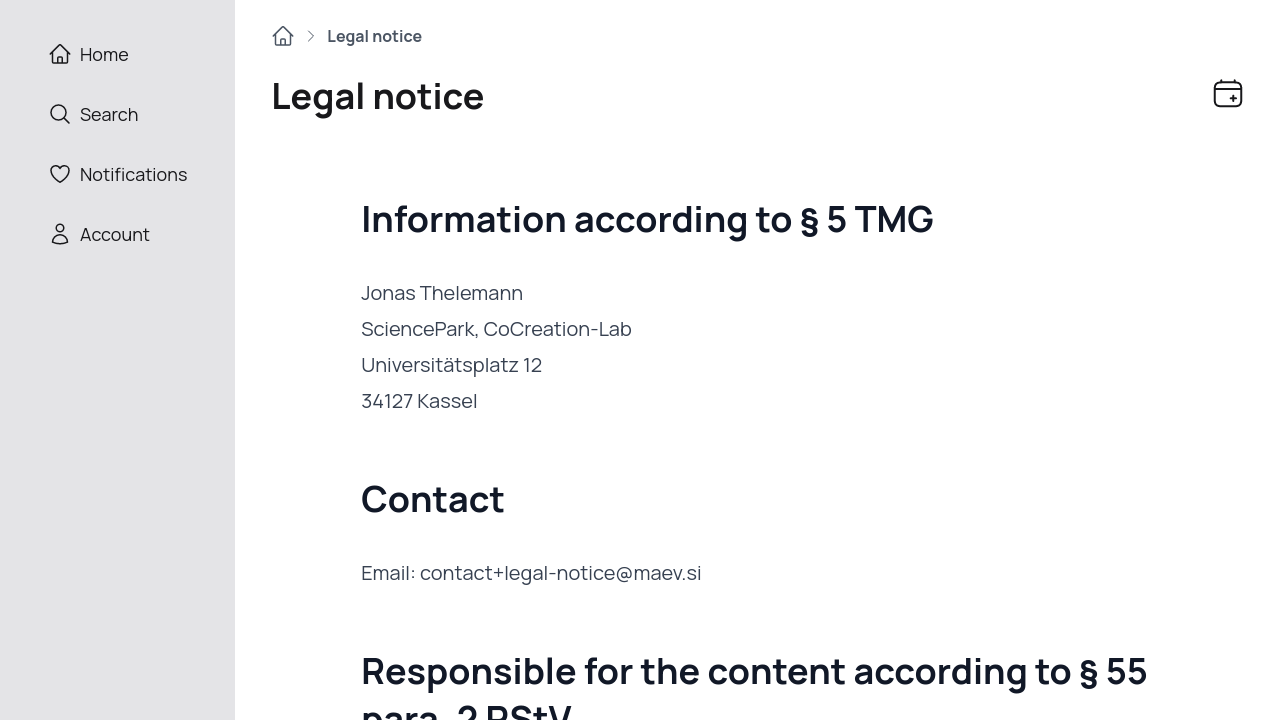 Home
Search
Notifications
Account
Legal notice
Legal notice
Information according to § 5 TMG
Jonas Thelemann
SciencePark, CoCreation-Lab
Universitätsplatz 12
34127 Kassel
Contact
Email: contact+legal-notice@maev.si
Responsible for the content according to § 55
para. 2 RStV